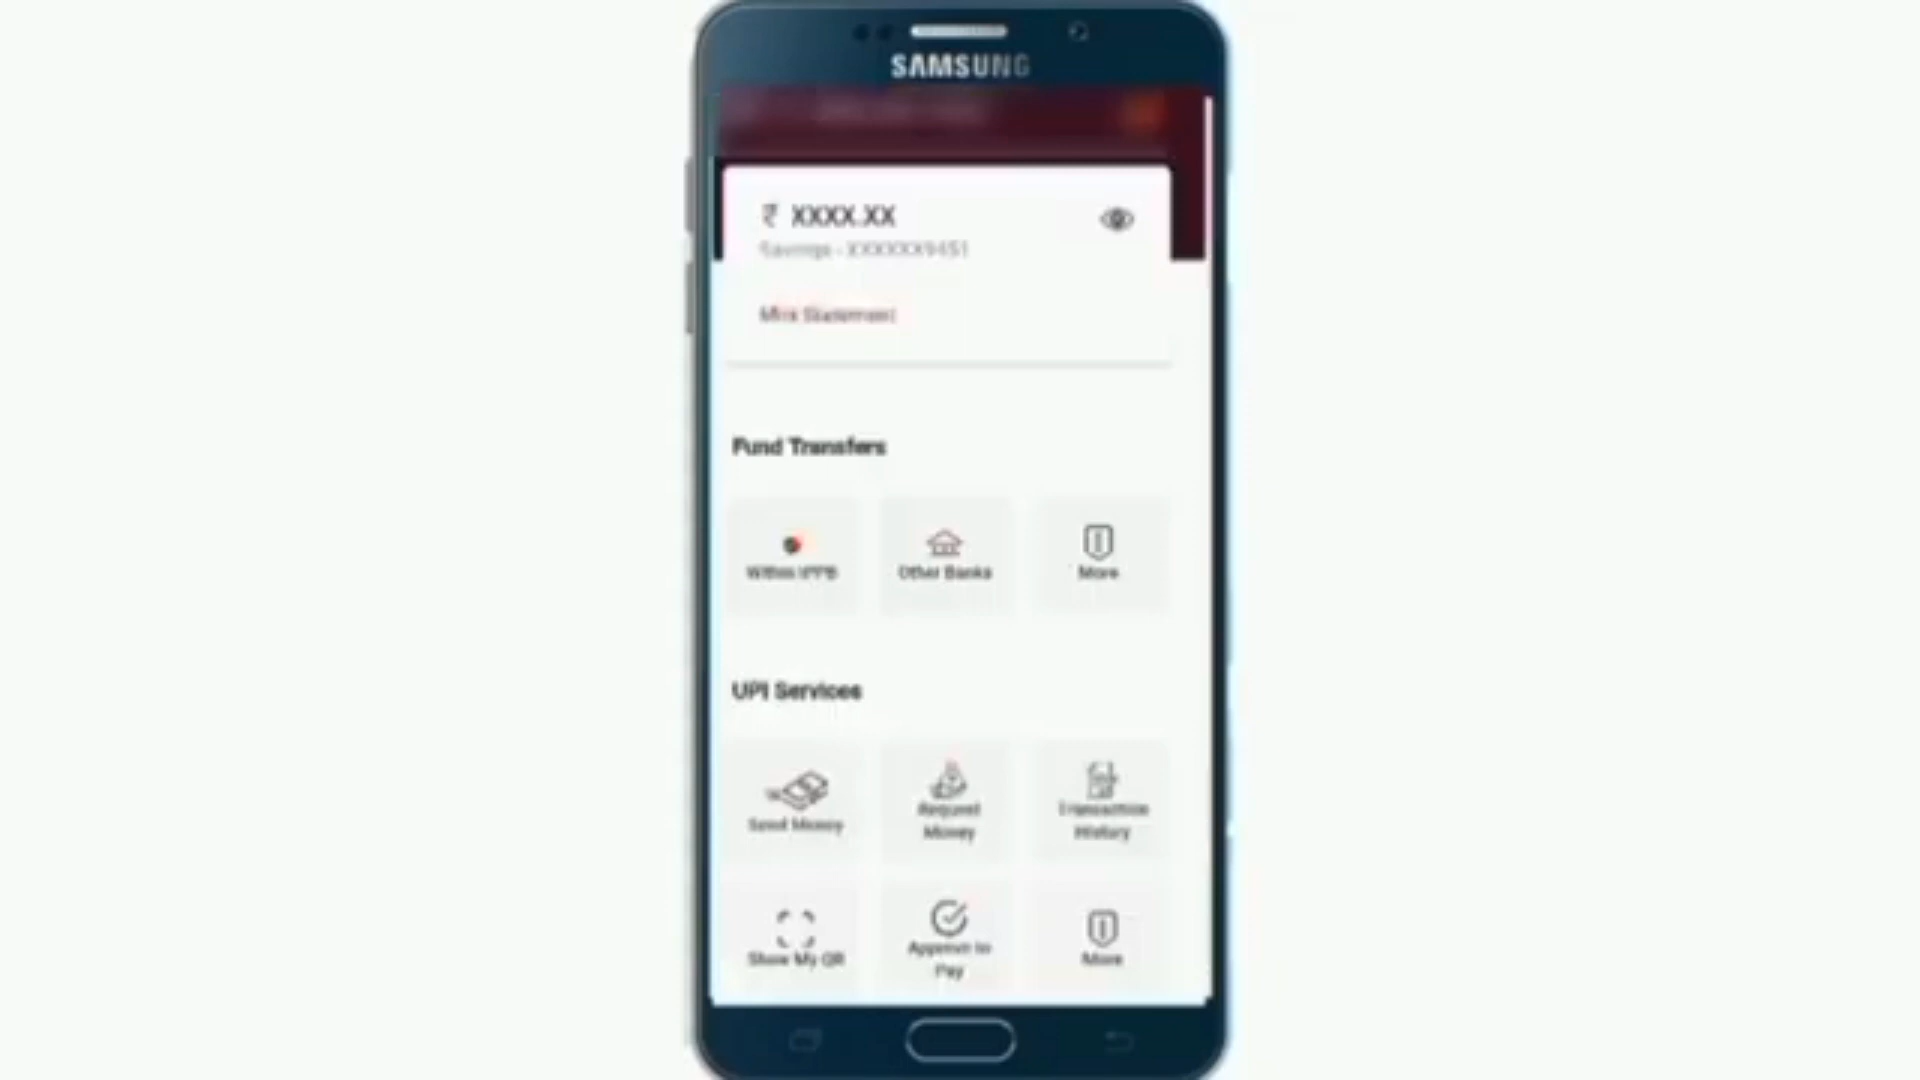 SAMSUNG
₹ XXXX.XX
Savings - XXXXXX9451
Mini Statement
Fund Transfers
Within IPPB
Other Banks
More
UPI Services
Send Money
Request
Money
Transaction
History
Show My QR
Approve to
Pay
More